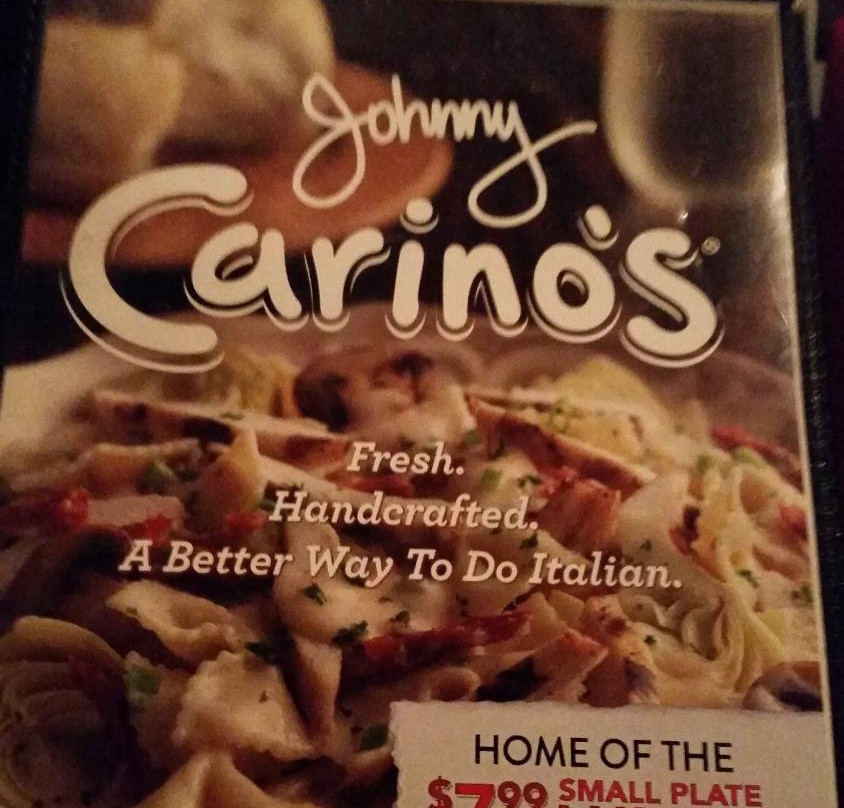 Johnny
Carino's®
Fresh.
Handcrafted.
A Better Way To Do Italian.
HOME OF THE
$7.99 SMALL PLATE